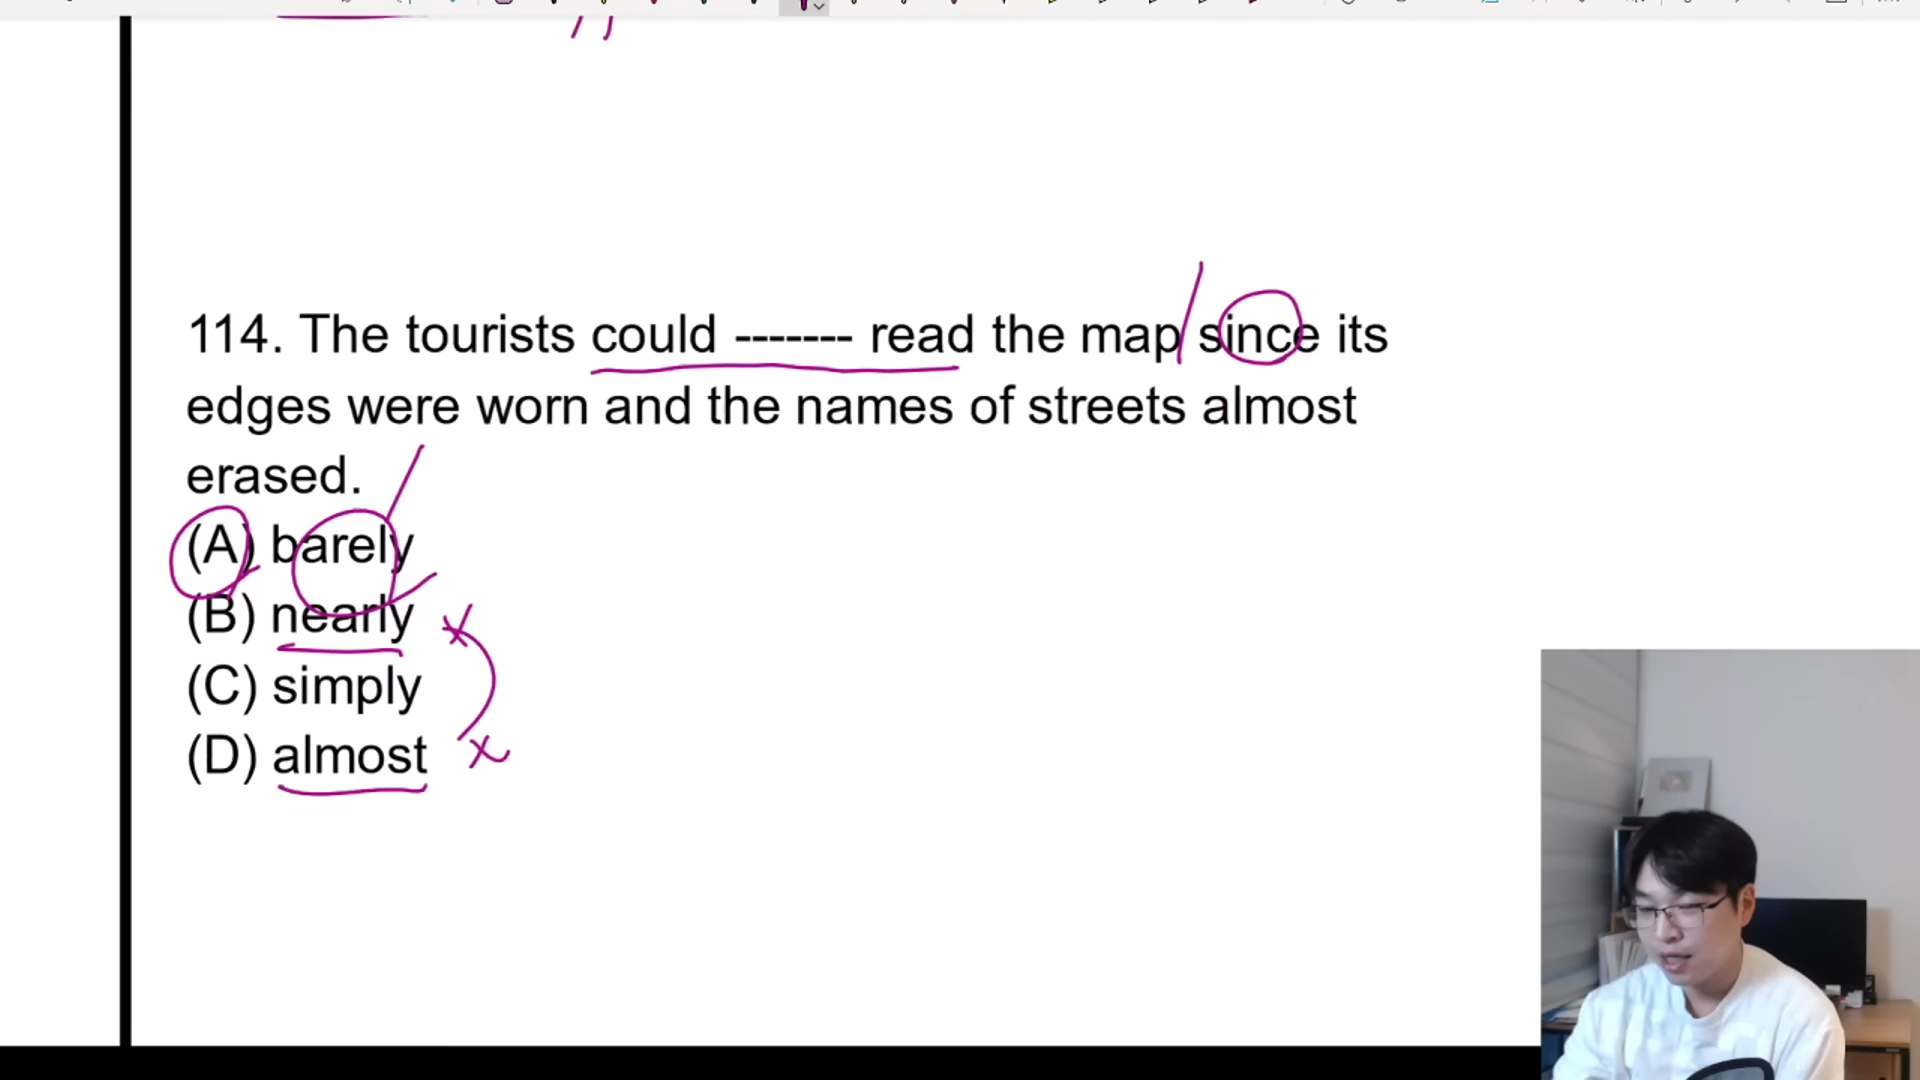 114. The tourists could ------- read the map since its
edges were worn and the names of streets almost
erased.
(A) barely
(B) nearly
(C) simply
(D) almost